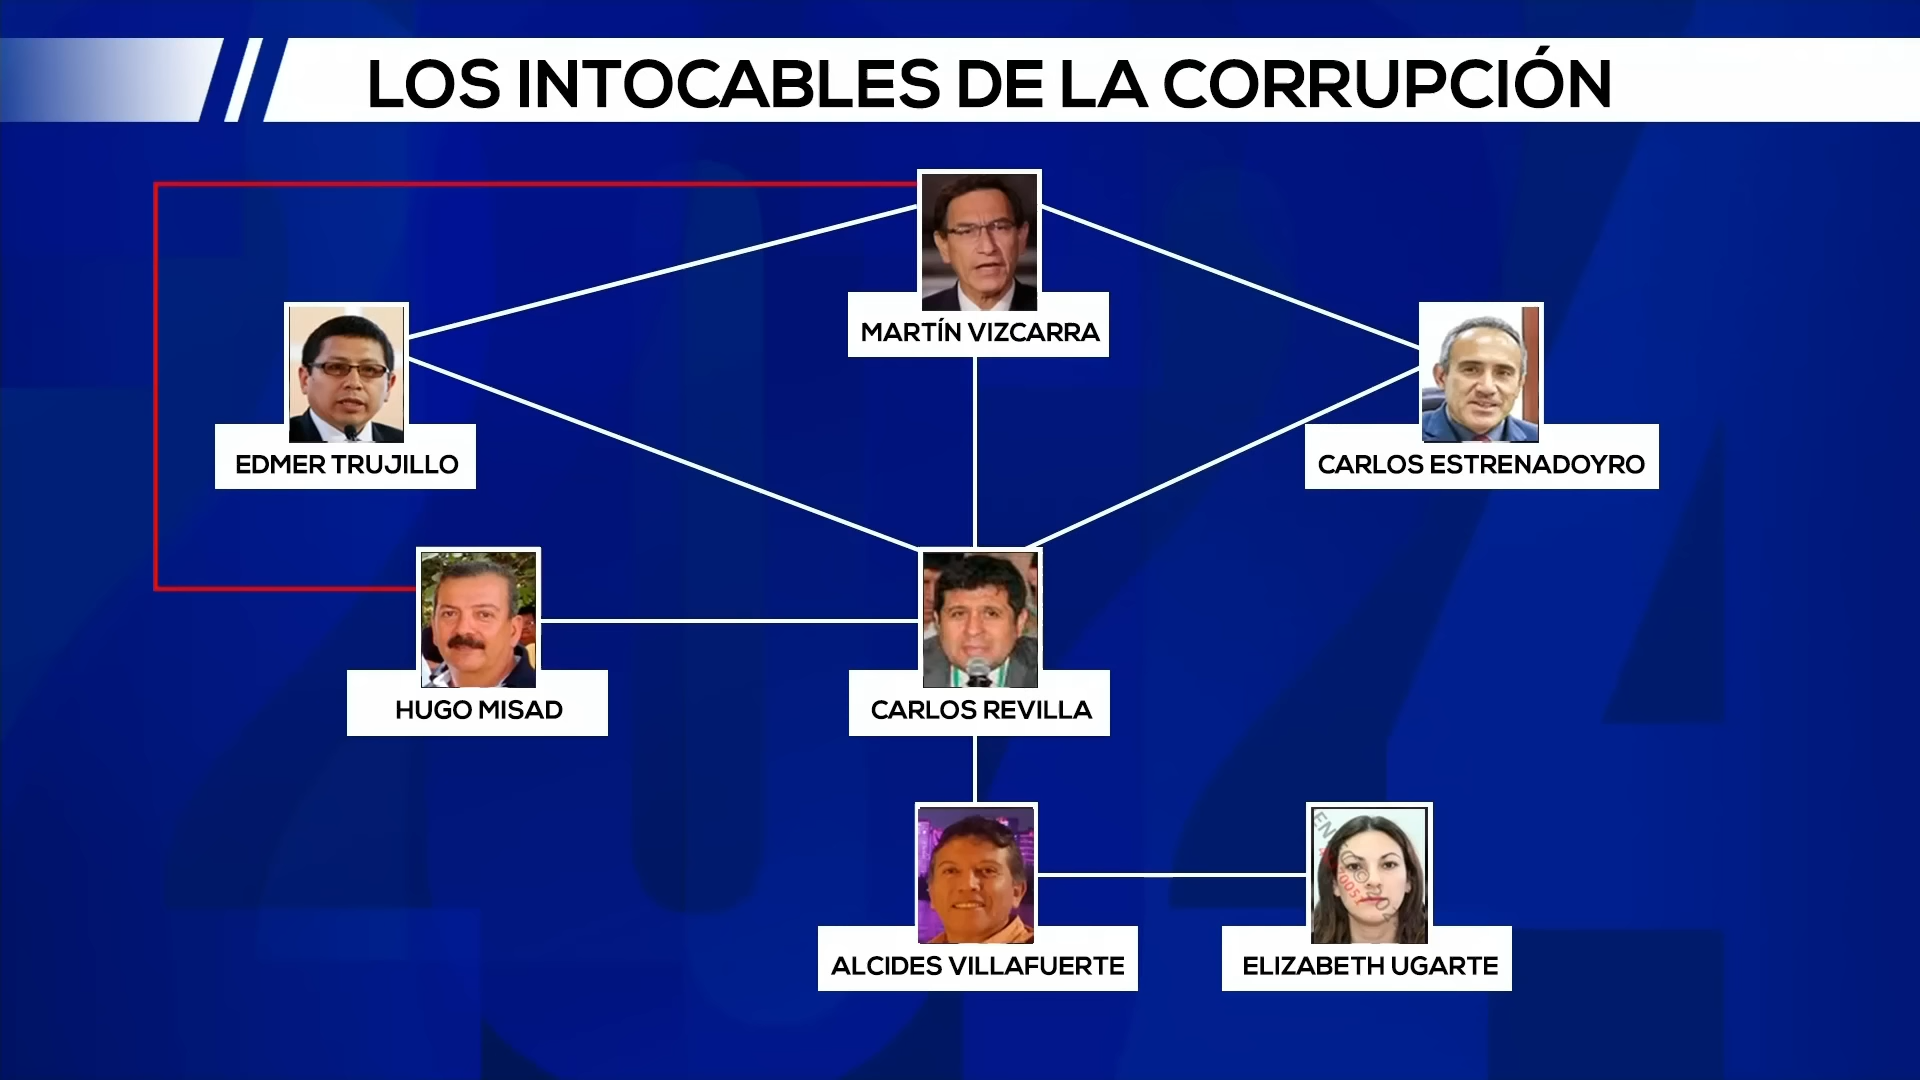 LOS INTOCABLES DE LA CORRUPCIÓN
MARTÍN VIZCARRA
EDMER TRUJILLO
CARLOS ESTRENADOYRO
HUGO MISAD
CARLOS REVILLA
ALCIDES VILLAFUERTE
ELIZABETH UGARTE